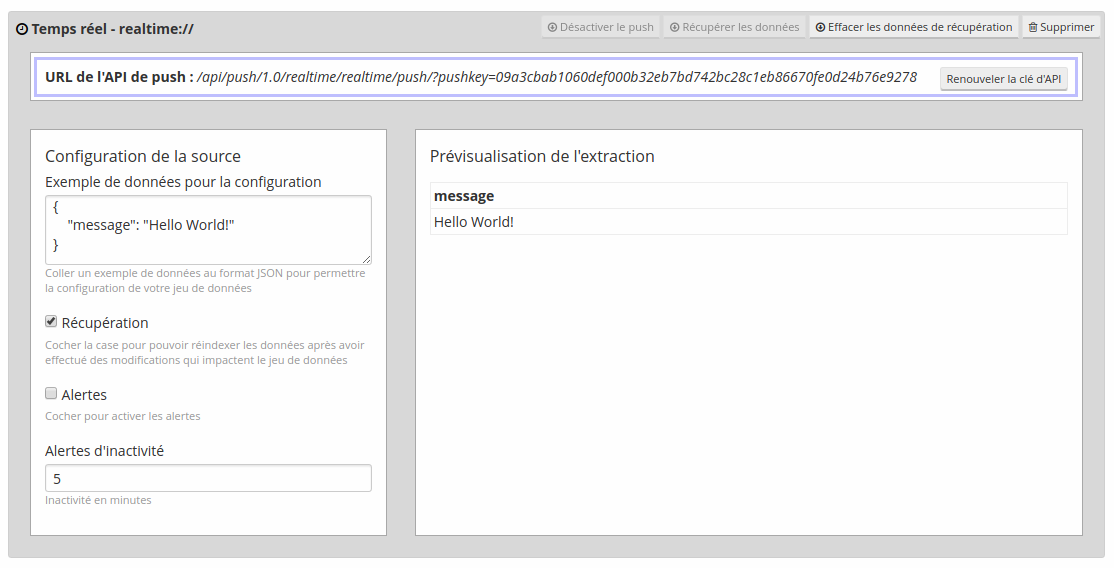 Temps réel - realtime://
Désactiver le push
Récupérer les données
Effacer les données de récupération
Supprimer
URL de l'API de push : /api/push/1.0/realtime/realtime/push/?pushkey=09a3cbab1060def000b32eb7bd742bc28c1eb86670fe0d24b76e9278
Renouveler la clé d'API
Configuration de la source
Exemple de données pour la configuration
{
"message": "Hello World!"
}
Coller un exemple de données au format JSON pour permettre
la configuration de votre jeu de données
Récupération
Cocher la case pour pouvoir réindexer les données après avoir
effectué des modifications qui impactent le jeu de données
Alertes
Cocher pour activer les alertes
Alertes d'inactivité
5
Inactivité en minutes
Prévisualisation de l'extraction
message
Hello World!